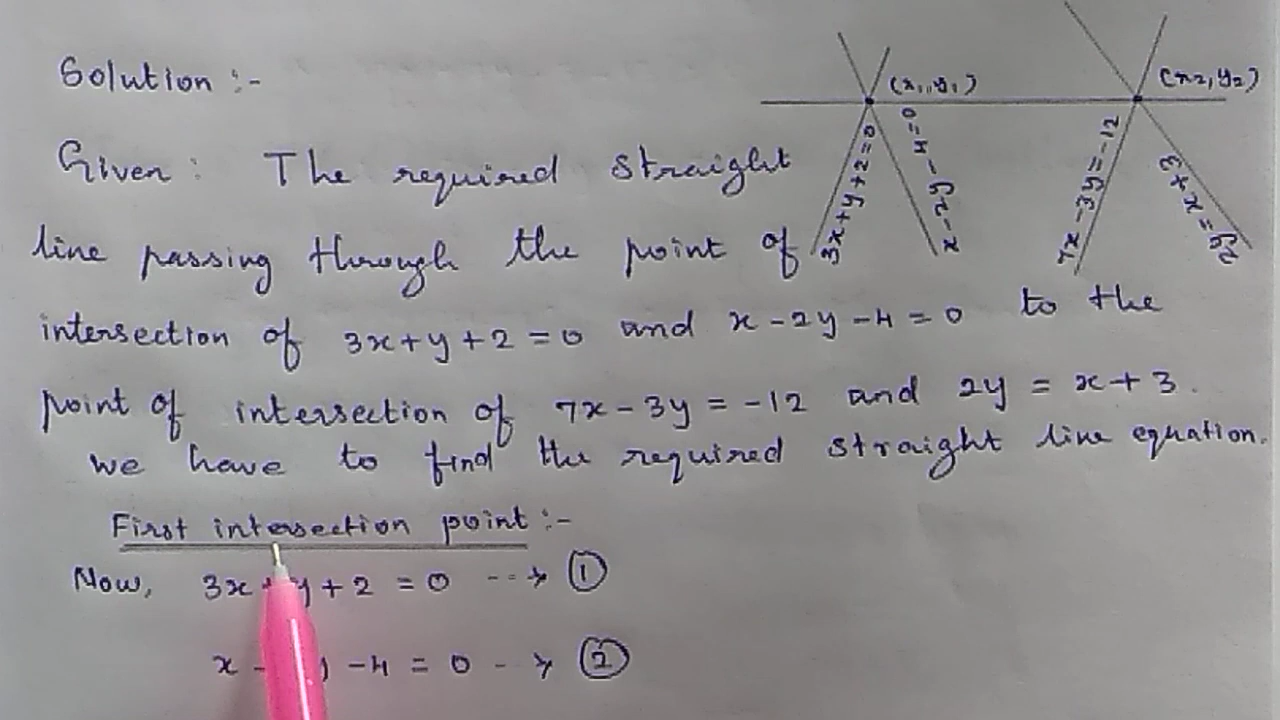 Solution :-
(x1, y1)
(x2, y2)
3x+y+2=0
x-2y-4=0
7x-3y=-12
2y=x+3
Given : The required straight
line passing through the point of
intersection of 3x+y+2=0 and x-2y-4=0 to the
point of intersection of 7x-3y=-12 and 2y=x+3.
we have to find the required straight line equation.
First intersection point :-
Now, 3x+y+2=0 --→ ①
x - y -4=0 --→ ②